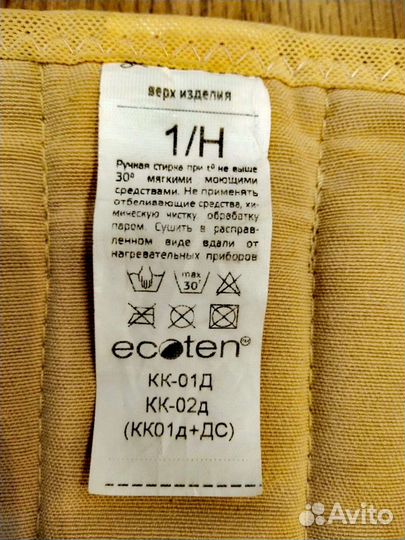 верх изделия
1/Н
Ручная стирка при t° не выше
30° мягкими моющими
средствами. Не применять
отбеливающие средства, хи-
мическую чистку, обработку
паром. Сушить в расправ-
ленном виде вдали от
нагревательных приборов
max
30°
ecoten
КК-01Д
КК-02д
(КК01д+ДС)
Avito